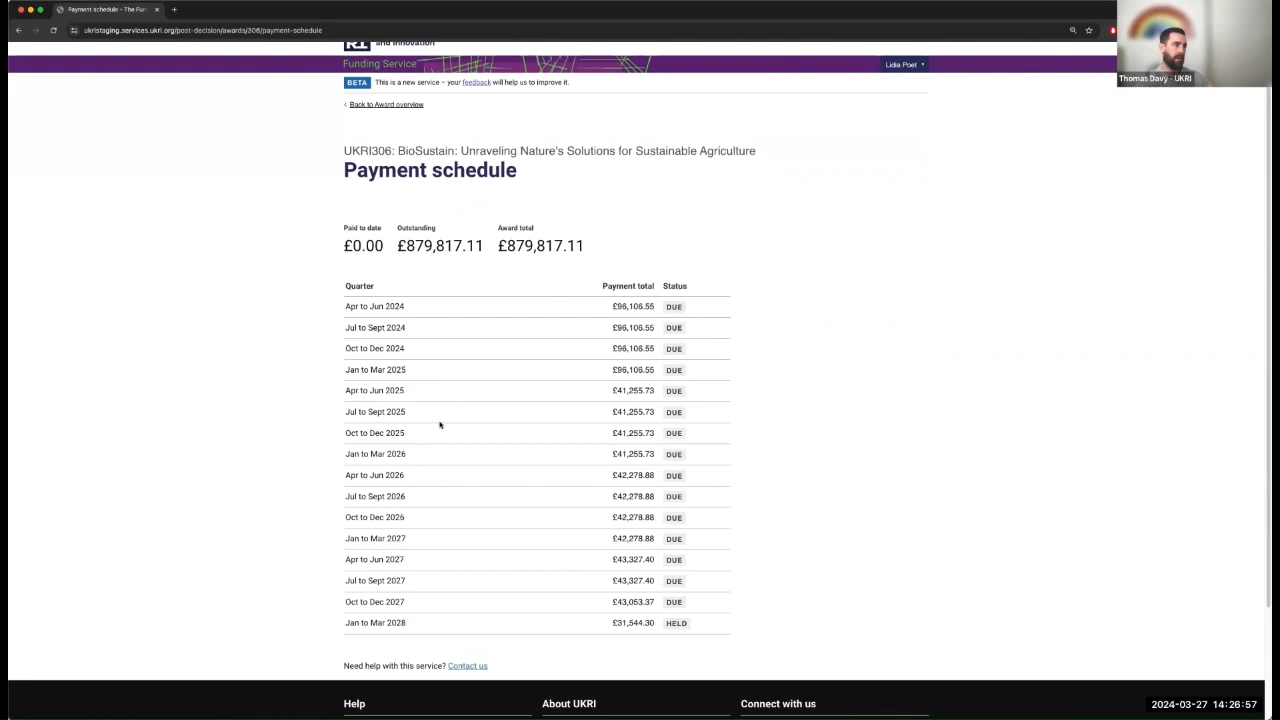 Payment schedule - The Fun
ukristaging.services.ukri.org/post-decision/awards/306/payment-schedule
and Innovation
Funding Service
Lidia Poet
BETA This is a new service – your feedback will help us to improve it.
Thomas Davy - UKRI
‹ Back to Award overview
UKRI306: BioSustain: Unraveling Nature's Solutions for Sustainable Agriculture
Payment schedule
Paid to date Outstanding Award total
£0.00 £879,817.11 £879,817.11
Quarter Payment total Status
Apr to Jun 2024 £96,106.55 DUE
Jul to Sept 2024 £96,106.55 DUE
Oct to Dec 2024 £96,106.55 DUE
Jan to Mar 2025 £96,106.55 DUE
Apr to Jun 2025 £41,255.73 DUE
Jul to Sept 2025 £41,255.73 DUE
Oct to Dec 2025 £41,255.73 DUE
Jan to Mar 2026 £41,255.73 DUE
Apr to Jun 2026 £42,278.88 DUE
Jul to Sept 2026 £42,278.88 DUE
Oct to Dec 2026 £42,278.88 DUE
Jan to Mar 2027 £42,278.88 DUE
Apr to Jun 2027 £43,327.40 DUE
Jul to Sept 2027 £43,327.40 DUE
Oct to Dec 2027 £43,053.37 DUE
Jan to Mar 2028 £31,544.30 HELD
Need help with this service? Contact us
Help About UKRI Connect with us
2024-03-27 14:26:57